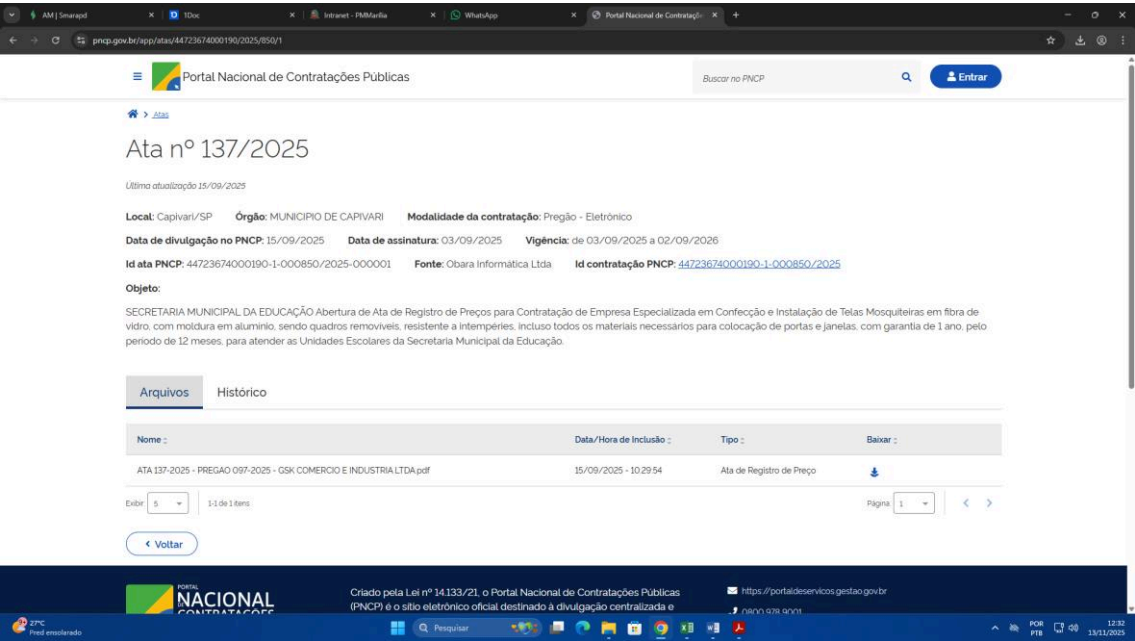 AM | Smarapd
1Doc
Intranet - PMMarília
WhatsApp
Portal Nacional de Contrataçõe
pncp.gov.br/app/atas/44723674000190/2025/850/1
Portal Nacional de Contratações Públicas
Buscar no PNCP
Entrar
Atas
Ata nº 137/2025
Última atualização 15/09/2025
Local: Capivari/SP Órgão: MUNICIPIO DE CAPIVARI Modalidade da contratação: Pregão - Eletrônico
Data de divulgação no PNCP: 15/09/2025 Data de assinatura: 03/09/2025 Vigência: de 03/09/2025 a 02/09/2026
Id ata PNCP: 44723674000190-1-000850/2025-000001 Fonte: Obara Informática Ltda Id contratação PNCP: 44723674000190-1-000850/2025
Objeto:
SECRETARIA MUNICIPAL DA EDUCAÇÃO Abertura de Ata de Registro de Preços para Contratação de Empresa Especializada em Confecção e Instalação de Telas Mosquiteiras em fibra de
vidro, com moldura em alumínio, sendo quadros removíveis, resistente a intempéries, incluso todos os materiais necessários para colocação de portas e janelas, com garantia de 1 ano, pelo
período de 12 meses, para atender as Unidades Escolares da Secretaria Municipal da Educação.
Arquivos Histórico
Nome Data/Hora de Inclusão Tipo Baixar
ATA 137-2025 - PREGAO 097-2025 - GSK COMERCIO E INDUSTRIA LTDA.pdf 15/09/2025 - 10:29:54 Ata de Registro de Preço
Exibir: 5 1-1 de 1 itens Página: 1
Voltar
PORTAL
NACIONAL
CONTRATAÇÕES
Criado pela Lei nº 14.133/21, o Portal Nacional de Contratações Públicas
(PNCP) é o sítio eletrônico oficial destinado à divulgação centralizada e
https://portaldeservicos.gestao.gov.br
0800 978 9001
27°C
Pred ensolarado
Pesquisar
POR
PTB
12:32
13/11/2025